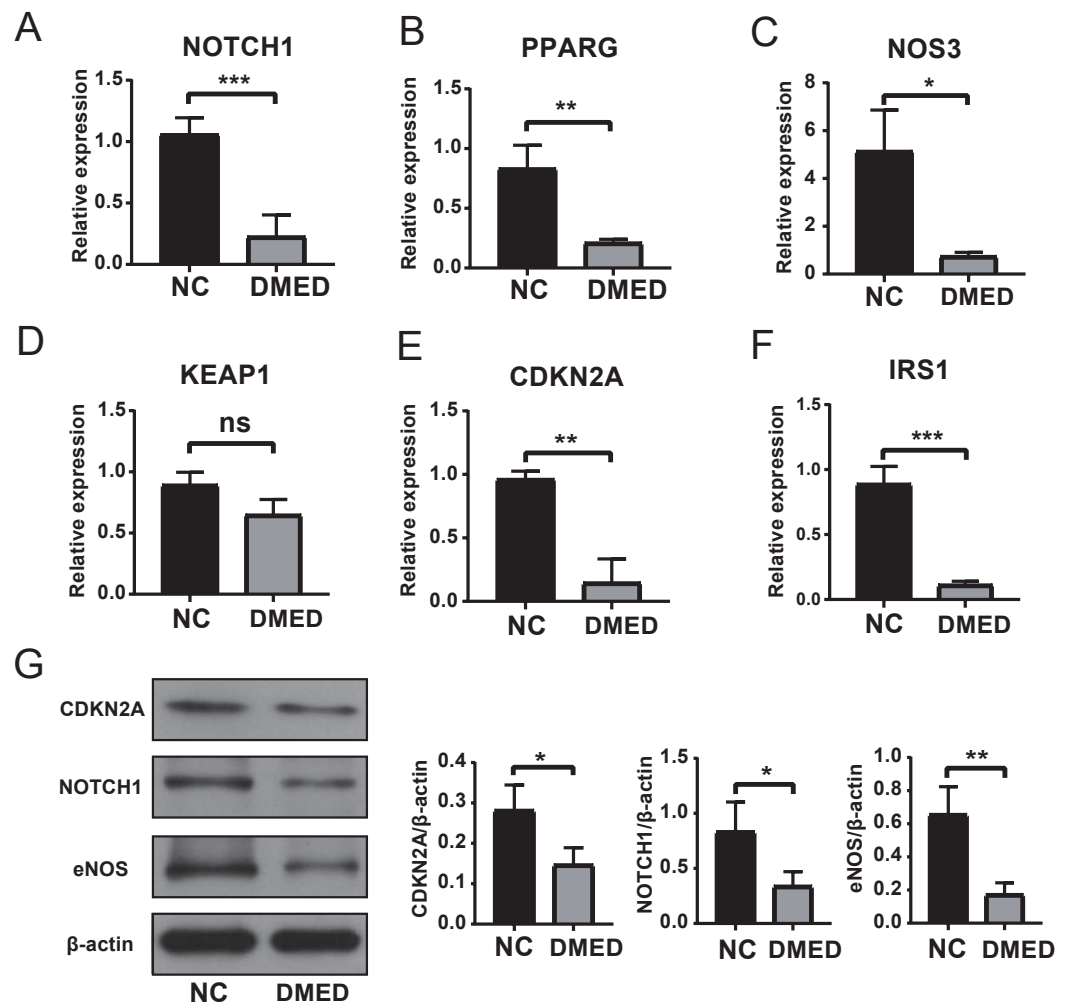 A
NOTCH1
Relative expression
1.5
1.0
0.5
0.0
***
NC DMED
B
PPARG
Relative expression
1.5
1.0
0.5
0.0
**
NC DMED
C
NOS3
Relative expression
8
6
4
2
0
*
NC DMED
D
KEAP1
Relative expression
1.5
1.0
0.5
0.0
ns
NC DMED
E
CDKN2A
Relative expression
1.5
1.0
0.5
0.0
**
NC DMED
F
IRS1
Relative expression
1.5
1.0
0.5
0.0
***
NC DMED
G
CDKN2A
NOTCH1
eNOS
β-actin
NC DMED
CDKN2A/β-actin
0.4
0.3
0.2
0.1
0.0
*
NC DMED
NOTCH1/β-actin
1.5
1.0
0.5
0.0
*
NC DMED
eNOS/β-actin
0.8
0.6
0.4
0.2
0.0
**
NC DMED